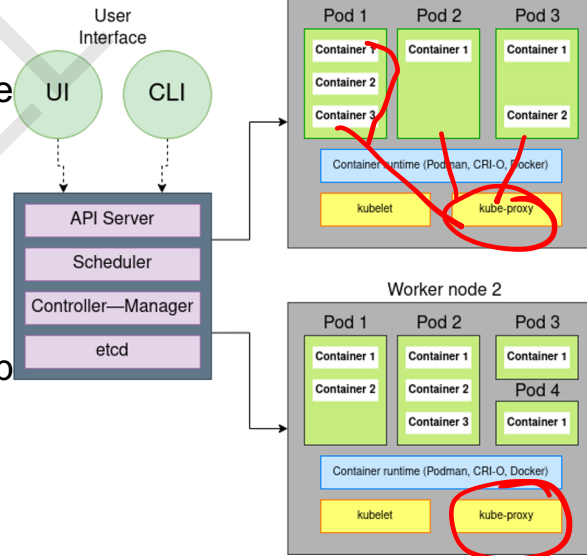 User
Interface
UI
CLI
API Server
Scheduler
Controller—Manager
etcd
Pod 1
Pod 2
Pod 3
Container 1
Container 2
Container 3
Container 1
Container 1
Container 2
Container runtime (Podman, CRI-O, Docker)
kubelet
kube-proxy
Worker node 2
Pod 1
Pod 2
Pod 3
Container 1
Container 2
Container 1
Container 2
Container 3
Container 1
Pod 4
Container 1
Container runtime (Podman, CRI-O, Docker)
kubelet
kube-proxy